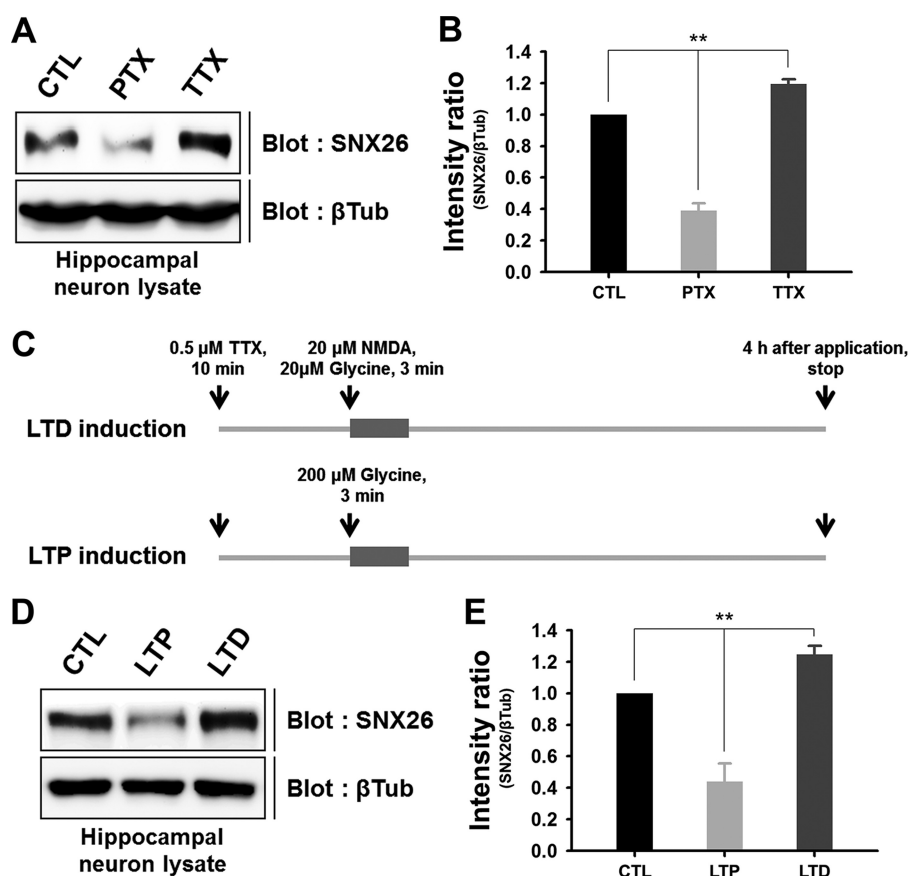 A
CTL PTX TTX
Blot : SNX26
Blot : βTub
Hippocampal
neuron lysate
B
**
Intensity ratio
(SNX26/βTub)
1.4
1.2
1.0
0.8
0.6
0.4
0.2
0.0
CTL PTX TTX
C
0.5 µM TTX,
10 min
20 µM NMDA,
20µM Glycine, 3 min
4 h after application,
stop
LTD induction
200 µM Glycine,
3 min
LTP induction
D
CTL LTP LTD
Blot : SNX26
Blot : βTub
Hippocampal
neuron lysate
E
**
Intensity ratio
(SNX26/βTub)
1.4
1.2
1.0
0.8
0.6
0.4
0.2
0.0
CTL LTP LTD